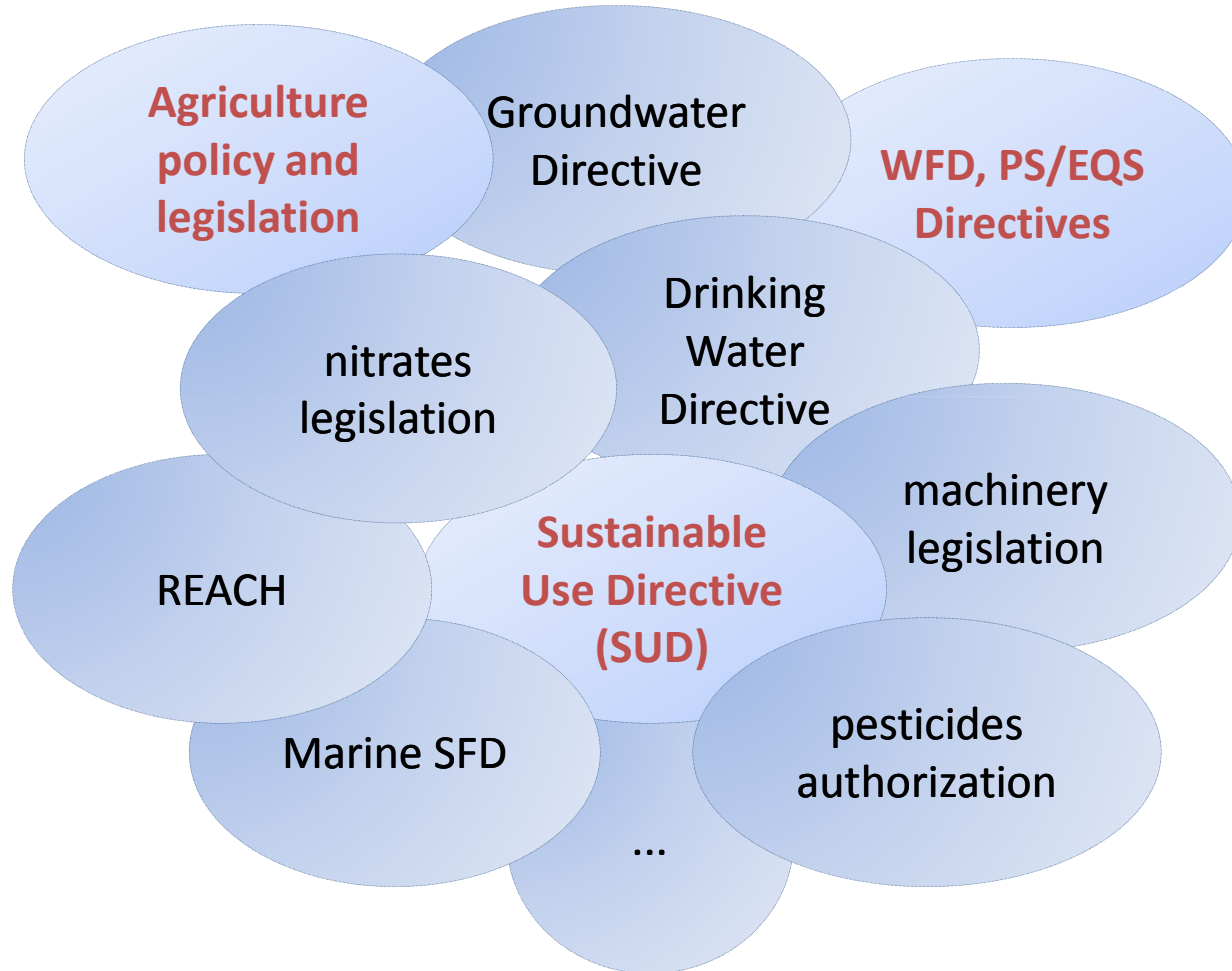 Agriculture
policy and
legislation
Groundwater
Directive
WFD, PS/EQS
Directives
nitrates
legislation
Drinking
Water
Directive
machinery
legislation
REACH
Sustainable
Use Directive
(SUD)
Marine SFD
pesticides
authorization
...